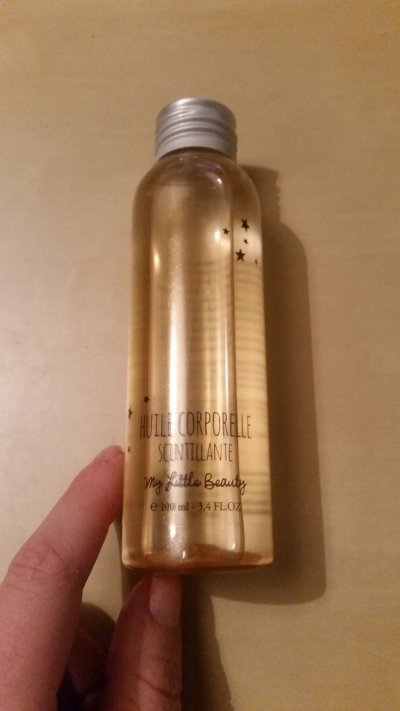 HUILE CORPORELLE
SCINTILLANTE
My Little Beauty
e 100 ml - 3.4 FL.OZ